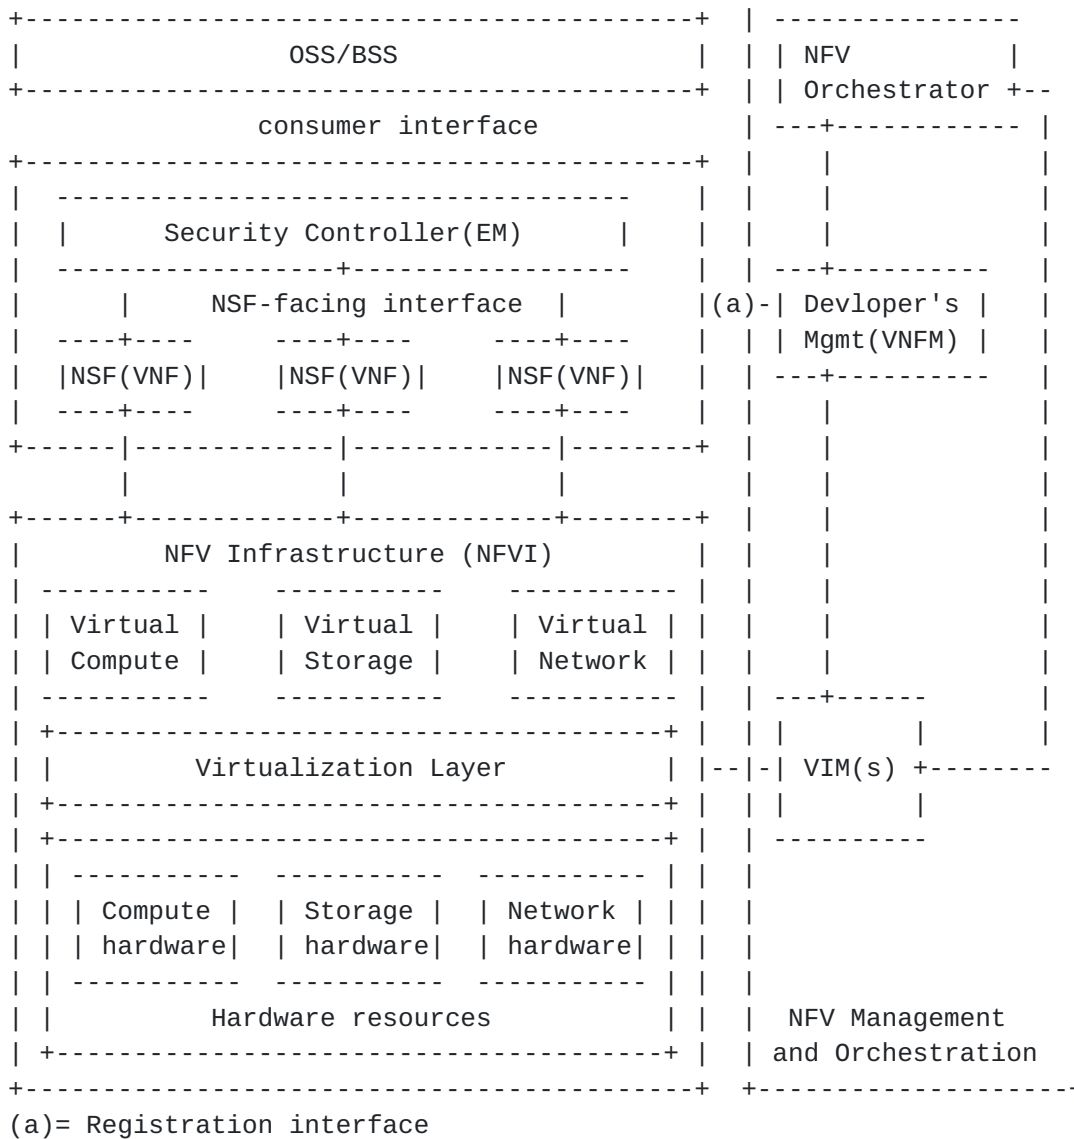 OSS/BSS NFV
Orchestrator
consumer interface
Security Controller(EM)
NSF-facing interface (a) Devloper's
Mgmt(VNFM)
NSF(VNF) NSF(VNF) NSF(VNF)
NFV Infrastructure (NFVI)
Virtual Virtual Virtual
Compute Storage Network
Virtualization Layer VIM(s)
Compute Storage Network
hardware hardware hardware
Hardware resources NFV Management
and Orchestration
(a)= Registration interface